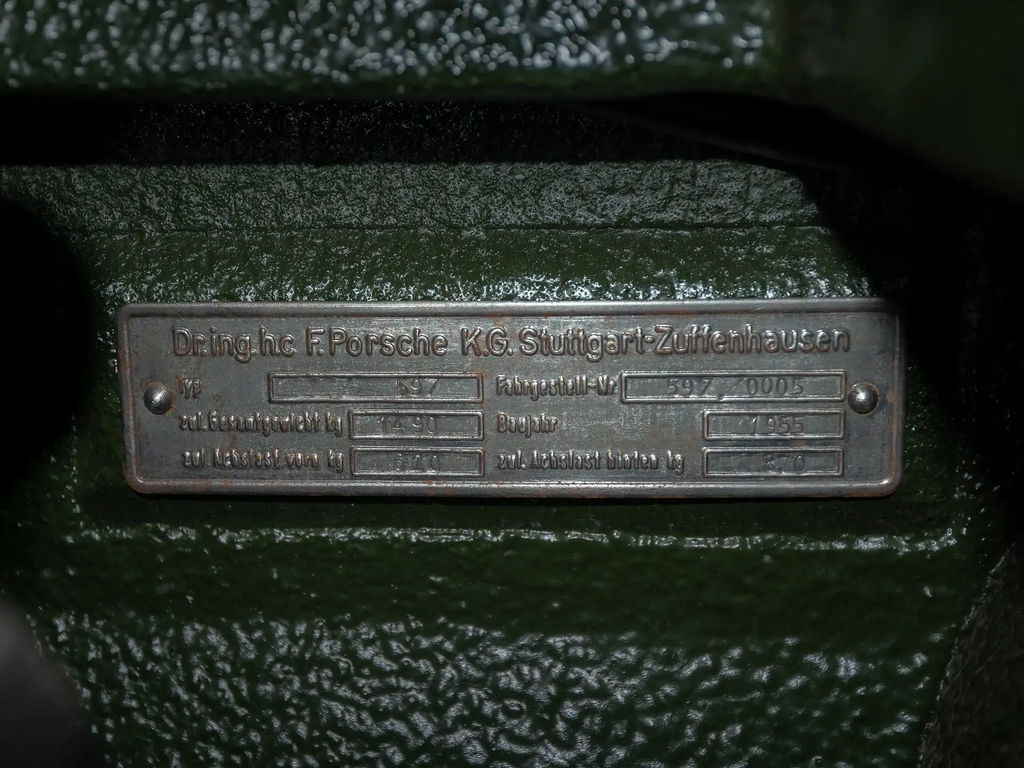 Dr.ing.h.c F.Porsche K.G. Stuttgart-Zuffenhausen
Typ 597 Fahrgestell-Nr 597/0005
zul.Gesamtgewicht kg 1490 Baujahr 1955
zul Achslast vorn kg 640 zul. Achslast hinten kg 870